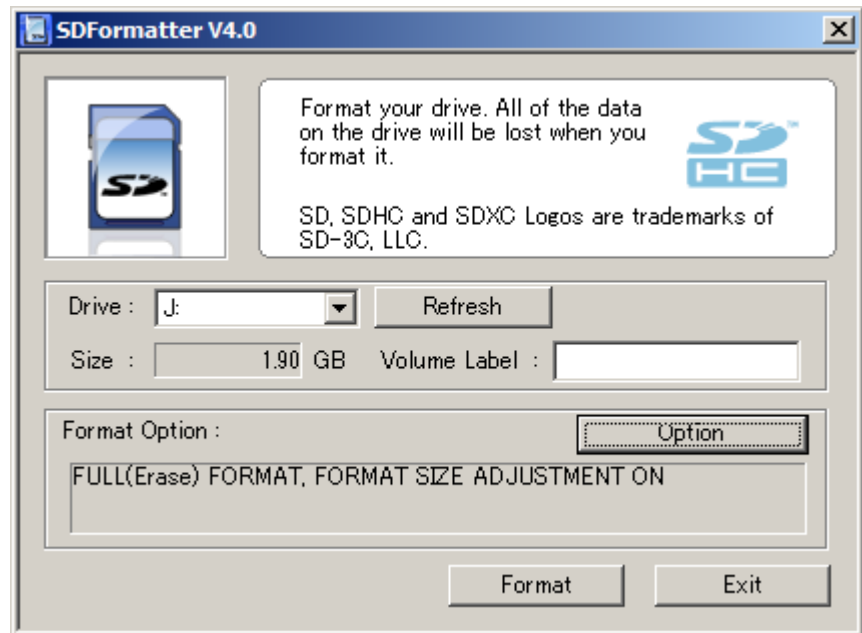 SDFormatter V4.0
SD
Format your drive. All of the data
on the drive will be lost when you
format it.
SD, SDHC and SDXC Logos are trademarks of
SD-3C, LLC.
SD™
HC
Drive : J: Refresh
Size : 1.90 GB Volume Label :
Format Option : Option
FULL(Erase) FORMAT, FORMAT SIZE ADJUSTMENT ON
Format Exit